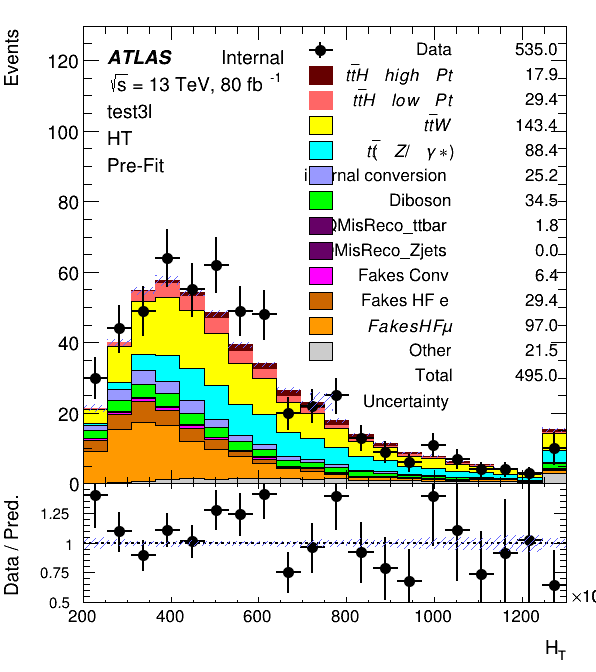 Events
120
100
80
60
40
20
0
ATLAS Internal
√s = 13 TeV, 80 fb -1
test3l
HT
Pre-Fit
Data 535.0
tt̄H high Pt 17.9
tt̄H low Pt 29.4
tt̄W 143.4
tt̄( Z/ γ*) 88.4
conversion 25.2
Diboson 34.5
QMisReco_ttbar 1.8
QMisReco_Zjets 0.0
Fakes Conv 6.4
Fakes HF e 29.4
FakesHFμ 97.0
Other 21.5
Total 495.0
Uncertainty
Data / Pred.
1.25
1
0.75
0.5
200 400 600 800 1000 1200
×10
H_T